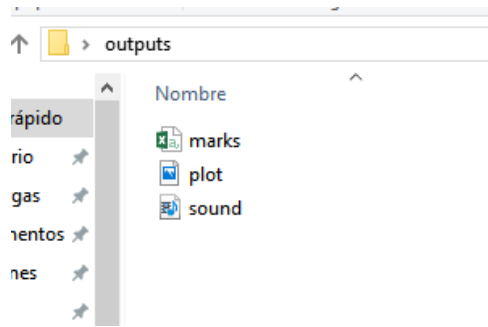 outputs
Nombre
rápido
rio
gas
mentos
nes
marks
plot
sound